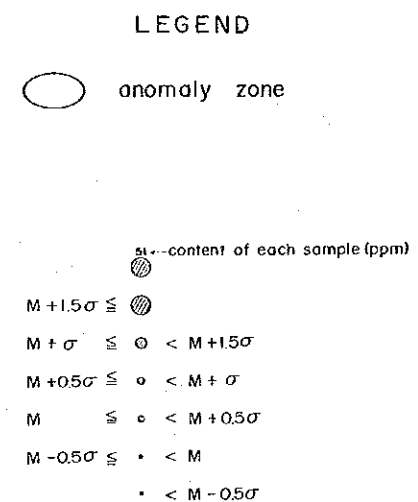 LEGEND
anomaly zone
51←--content of each sample (ppm)
M+1.5σ ≦
M+σ ≦ < M+1.5σ
M+0.5σ ≦ < M+σ
M ≦ < M+0.5σ
M-0.5σ ≦ < M
< M-0.5σ